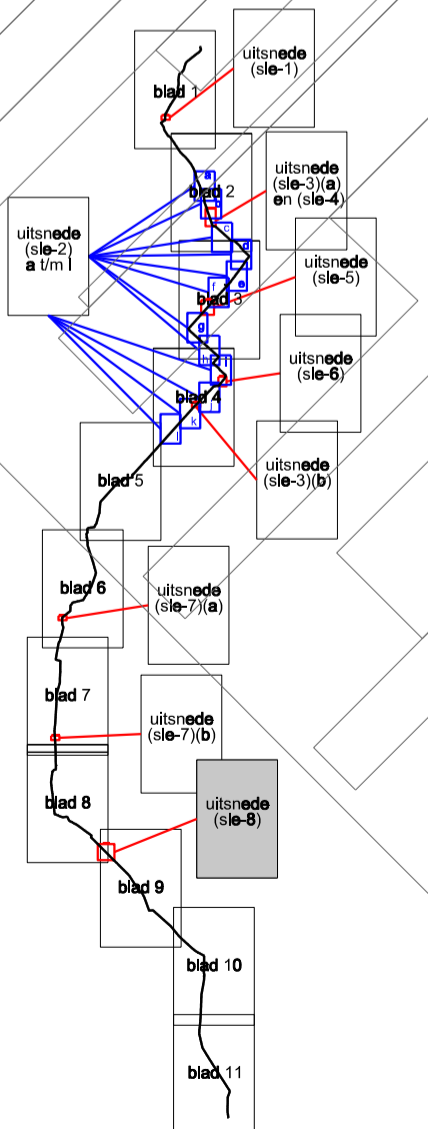 uitsnede
(sle-1)
blad 1
uitsnede
(sle-3)(a)
en (sle-4)
a
blad 2
b
uitsnede
(sle-2)
a t/m l
c
d
uitsnede
(sle-5)
e
f
blad 3
g
h
i
uitsnede
(sle-6)
blad 4
j
k
l
uitsnede
(sle-3)(b)
blad 5
blad 6
uitsnede
(sle-7)(a)
blad 7
uitsnede
(sle-7)(b)
blad 8
uitsnede
(sle-8)
blad 9
blad 10
blad 11